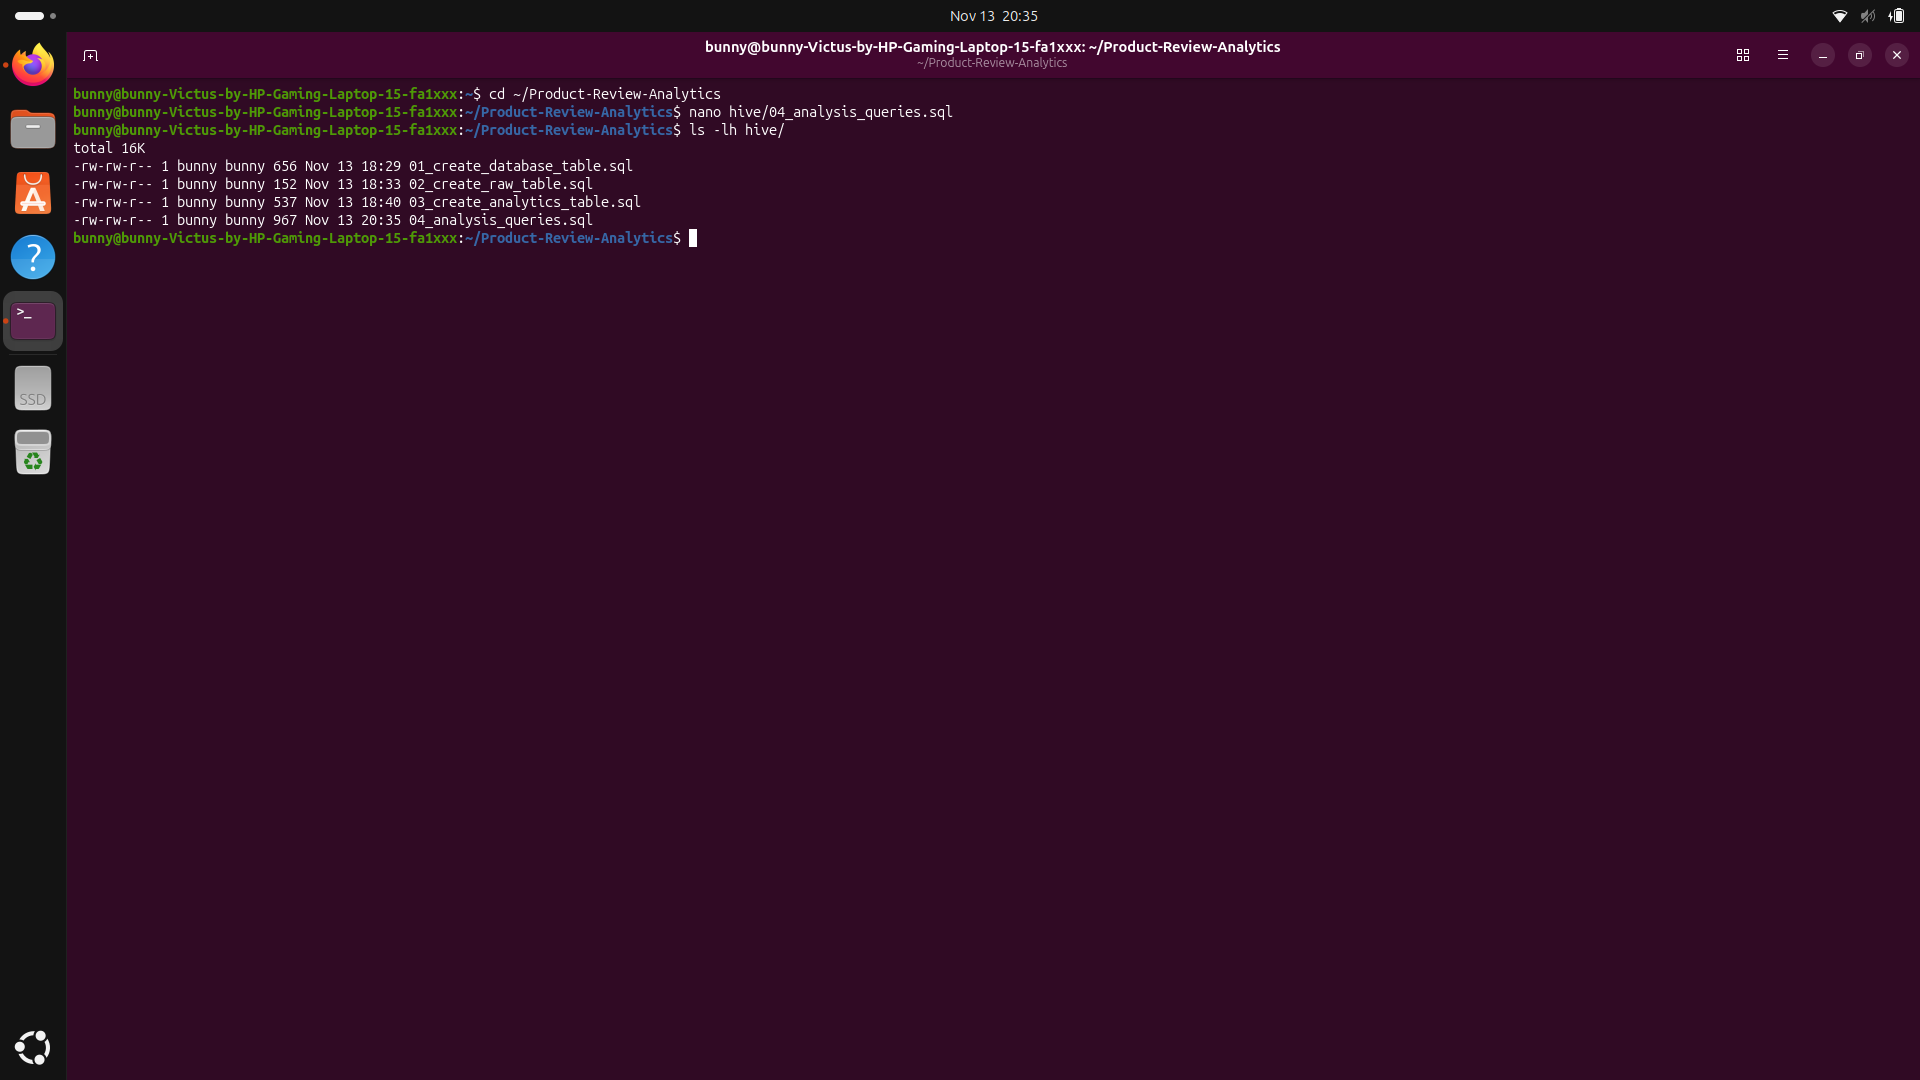 Nov 13 20:35
bunny@bunny-Victus-by-HP-Gaming-Laptop-15-fa1xxx: ~/Product-Review-Analytics
~/Product-Review-Analytics
bunny@bunny-Victus-by-HP-Gaming-Laptop-15-fa1xxx:~$ cd ~/Product-Review-Analytics
bunny@bunny-Victus-by-HP-Gaming-Laptop-15-fa1xxx:~/Product-Review-Analytics$ nano hive/04_analysis_queries.sql
bunny@bunny-Victus-by-HP-Gaming-Laptop-15-fa1xxx:~/Product-Review-Analytics$ ls -lh hive/
total 16K
-rw-rw-r-- 1 bunny bunny 656 Nov 13 18:29 01_create_database_table.sql
-rw-rw-r-- 1 bunny bunny 152 Nov 13 18:33 02_create_raw_table.sql
-rw-rw-r-- 1 bunny bunny 537 Nov 13 18:40 03_create_analytics_table.sql
-rw-rw-r-- 1 bunny bunny 967 Nov 13 20:35 04_analysis_queries.sql
bunny@bunny-Victus-by-HP-Gaming-Laptop-15-fa1xxx:~/Product-Review-Analytics$
>_
SSD